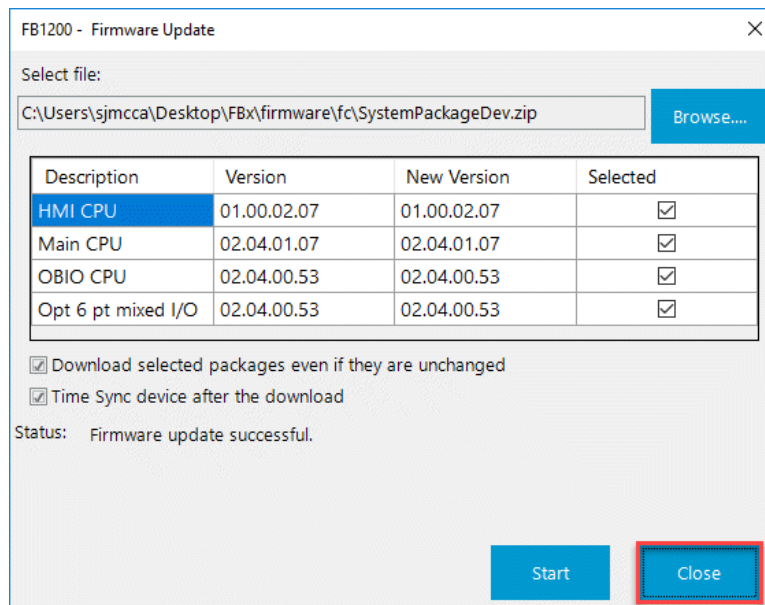 FB1200 - Firmware Update
Select file:
C:\Users\sjmcca\Desktop\FBx\firmware\fc\SystemPackageDev.zip
Browse....
Description Version New Version Selected
HMI CPU 01.00.02.07 01.00.02.07
Main CPU 02.04.01.07 02.04.01.07
OBIO CPU 02.04.00.53 02.04.00.53
Opt 6 pt mixed I/O 02.04.00.53 02.04.00.53
Download selected packages even if they are unchanged
Time Sync device after the download
Status: Firmware update successful.
Start Close